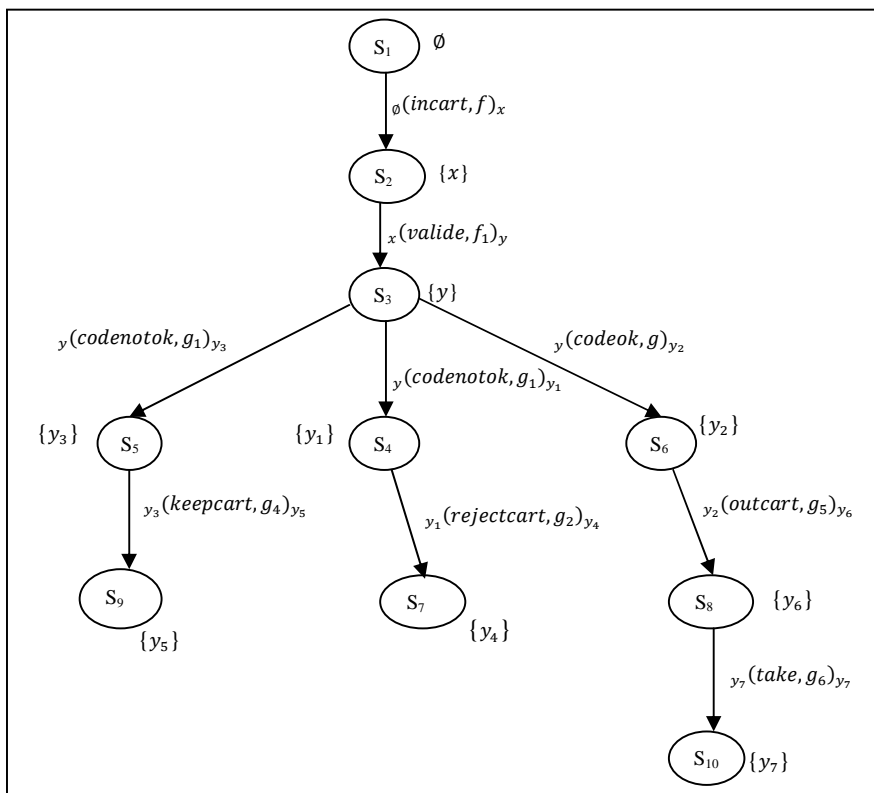 S₁ ∅
∅(incart, f)ₓ
S₂ {x}
ₓ(valide, f₁)ᵧ
S₃ {y}
ᵧ(codenotok, g₁)y₃
ᵧ(codeok, g)y₂
ᵧ(codenotok, g₁)y₁
{y₃} S₅ {y₁} S₄ S₆ {y₂}
y₃(keepcart, g₄)y₅ y₁(rejectcart, g₂)y₄ y₂(outcart, g₅)y₆
S₉ S₇ S₈ {y₆}
{y₅} {y₄}
y₇(take, g₆)y₇
S₁₀ {y₇}